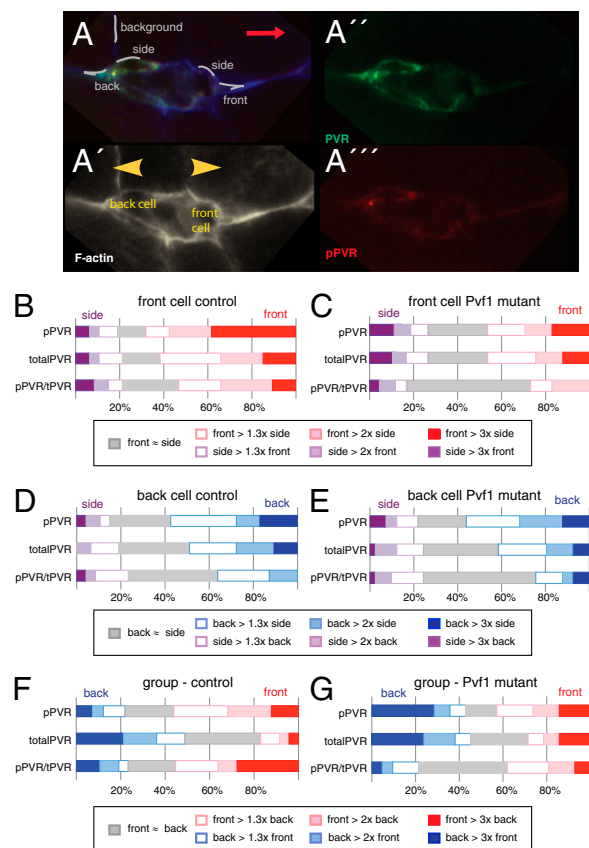 A
background
side
side
back
front
A´´
PVR
A´
back cell
front
cell
F-actin
A´´´
pPVR
B
front cell control
side
front
pPVR
totalPVR
pPVR/tPVR
20% 40% 60% 80%
C
front cell Pvf1 mutant
side
front
pPVR
totalPVR
pPVR/tPVR
20% 40% 60% 80%
front ≈ side
front > 1.3x side
front > 2x side
front > 3x side
side > 1.3x front
side > 2x front
side > 3x front
D
back cell control
side
back
pPVR
totalPVR
pPVR/tPVR
20% 40% 60% 80%
E
back cell Pvf1 mutant
side
back
pPVR
totalPVR
pPVR/tPVR
20% 40% 60% 80%
back ≈ side
back > 1.3x side
back > 2x side
back > 3x side
side > 1.3x back
side > 2x back
side > 3x back
F
group - control
back
front
pPVR
totalPVR
pPVR/tPVR
20% 40% 60% 80%
G
group - Pvf1 mutant
back
front
pPVR
totalPVR
pPVR/tPVR
20% 40% 60% 80%
front ≈ back
front > 1.3x back
front > 2x back
front > 3x back
back > 1.3x front
back > 2x front
back > 3x front